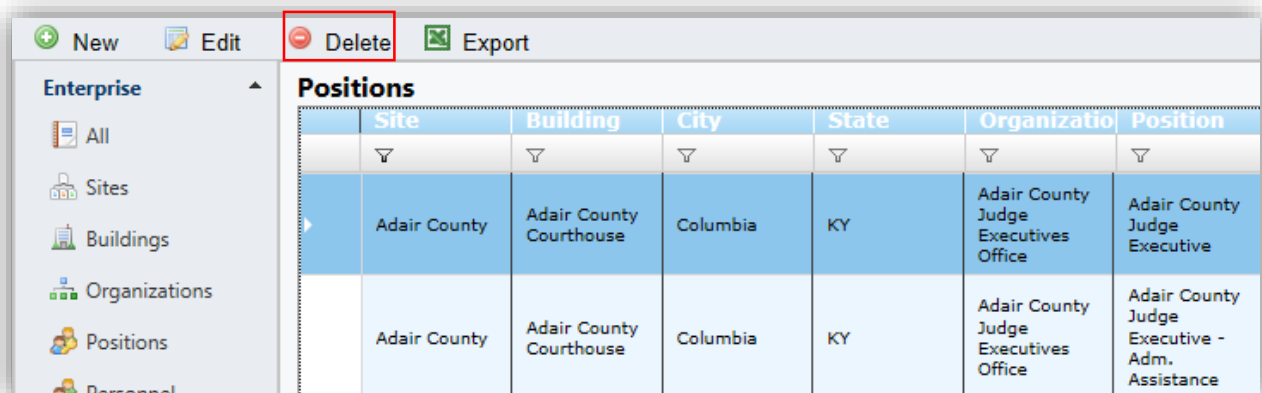 New Edit Delete Export
Enterprise
All
Sites
Buildings
Organizations
Positions
Personnel
Positions
Site Building City State Organizatio Position
Adair County
Adair County
Courthouse
Columbia
KY
Adair County
Judge
Executives
Office
Adair County
Judge
Executive
Adair County
Adair County
Courthouse
Columbia
KY
Adair County
Judge
Executives
Office
Adair County
Judge
Executive -
Adm.
Assistance